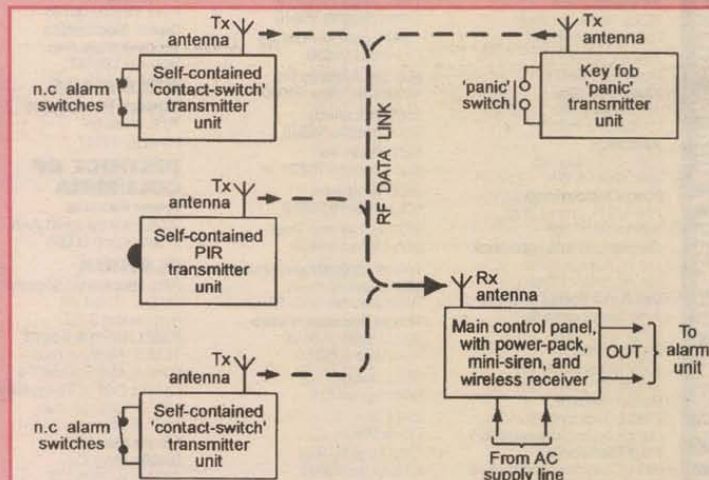 Tx
antenna
n.c alarm
switches
Self-contained
'contact-switch'
transmitter
unit
Tx
antenna
'panic'
switch
Key fob
'panic'
transmitter
unit
RF DATA LINK
Tx
antenna
Self-contained
PIR
transmitter
unit
Rx
antenna
Main control panel,
with power-pack,
mini-siren, and
wireless receiver
OUT
To
alarm
unit
From AC
supply line
Tx
antenna
n.c alarm
switches
Self-contained
'contact-switch'
transmitter
unit